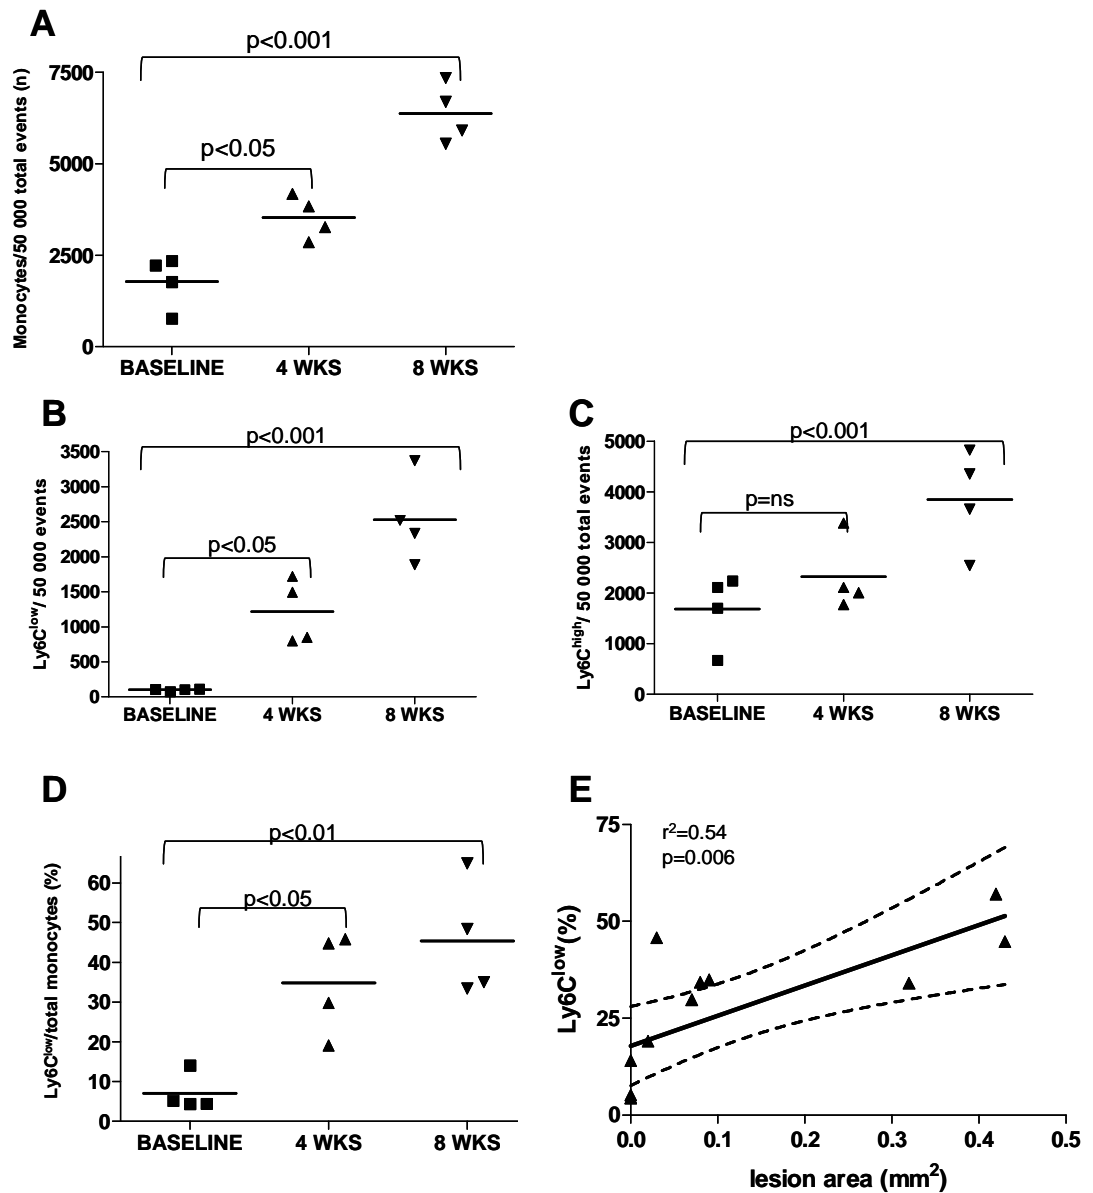 A
p<0.001
p<0.05
Monocytes/50 000 total events (n)
7500
5000
2500
0
BASELINE 4 WKS 8 WKS
B
p<0.001
p<0.05
Ly6Clow/ 50 000 events
3500
3000
2500
2000
1500
1000
500
0
BASELINE 4 WKS 8 WKS
C
p<0.001
p=ns
Ly6Chigh/ 50 000 total events
5000
4000
3000
2000
1000
0
BASELINE 4 WKS 8 WKS
D
p<0.01
p<0.05
Ly6Clow/total monocytes (%)
60
50
40
30
20
10
0
BASELINE 4 WKS 8 WKS
E
r2=0.54
p=0.006
Ly6Clow(%)
75
50
25
0
0.0 0.1 0.2 0.3 0.4 0.5
lesion area (mm2)